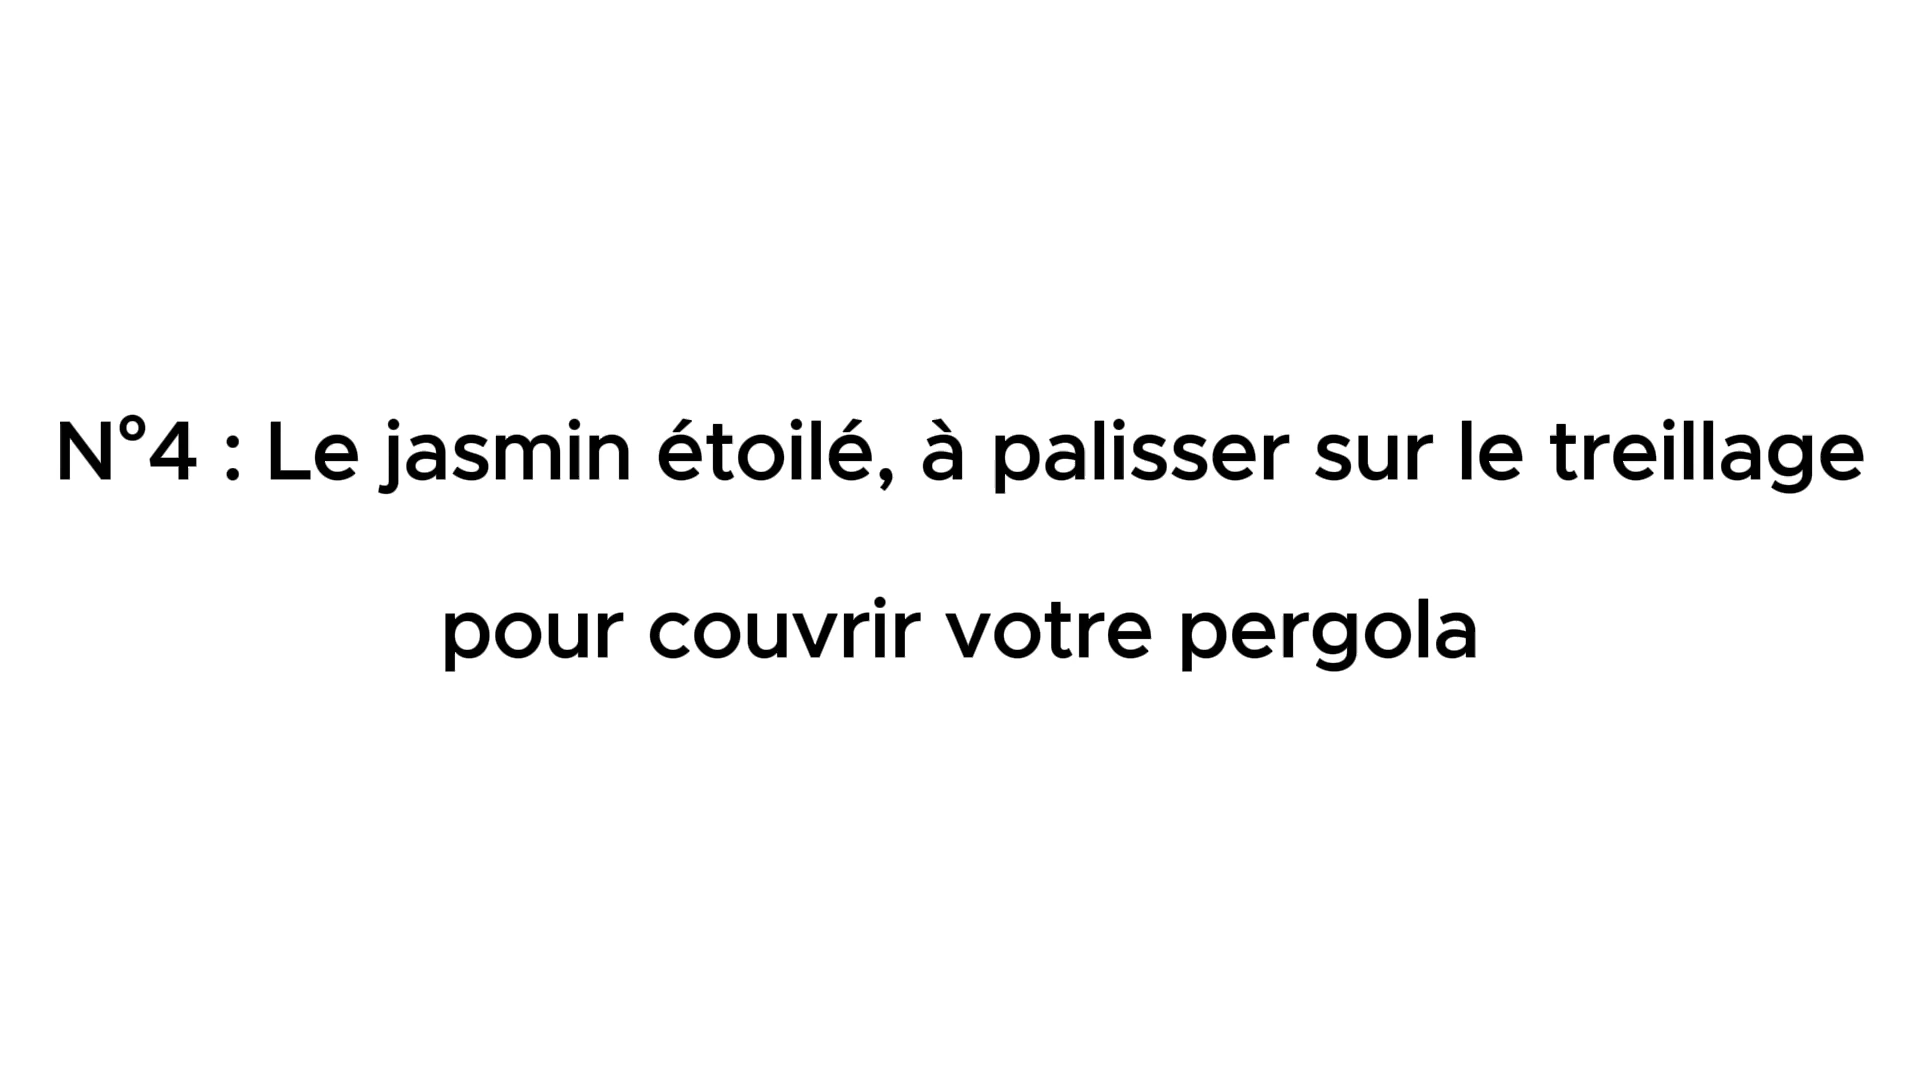 N°4 : Le jasmin étoilé, à palisser sur le treillage
pour couvrir votre pergola